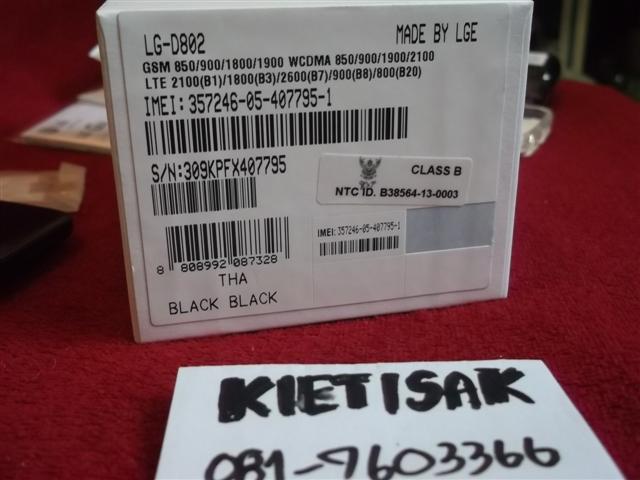 LG-D802
MADE BY LGE
GSM 850/900/1800/1900 WCDMA 850/900/1900/2100
LTE 2100(B1)/1800(B3)/2600(B7)/900(B8)/800(B20)
IMEI: 357246-05-407795-1
S/N:309KPFX407795
CLASS B
NTC ID. B38564-13-0003
IMEI: 357246-05-407795-1
8 808992 087328
THA
BLACK BLACK
KIETISAK
081-7603366